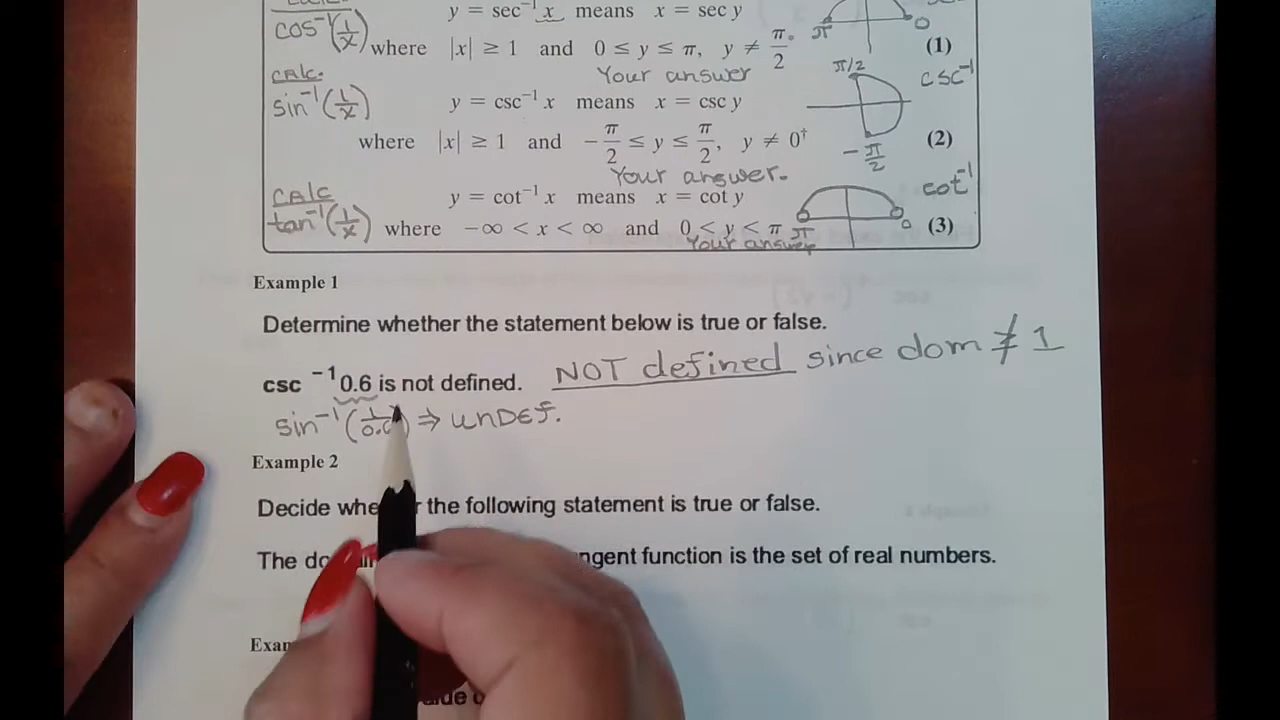 y = sec⁻¹ x means x = sec y
cos⁻¹(1/x) where |x| ≥ 1 and 0 ≤ y ≤ π, y ≠ π/2. π 0 (1)
CALC. Your answer π/2 csc⁻¹
sin⁻¹(1/x) y = csc⁻¹ x means x = csc y
where |x| ≥ 1 and −π/2 ≤ y ≤ π/2, y ≠ 0† −π/2 (2)
Your answer.
CALC y = cot⁻¹ x means x = cot y cot⁻¹
tan⁻¹(1/x) where −∞ < x < ∞ and 0 < y < π π 0 (3)
Your answer
Example 1
Determine whether the statement below is true or false.
csc ⁻¹0.6 is not defined. NOT defined since dom ≠ 1
sin⁻¹(1/0.6) ⇒ UNDEF.
Example 2
Decide the following statement is true or false.
The function is the set of real numbers.